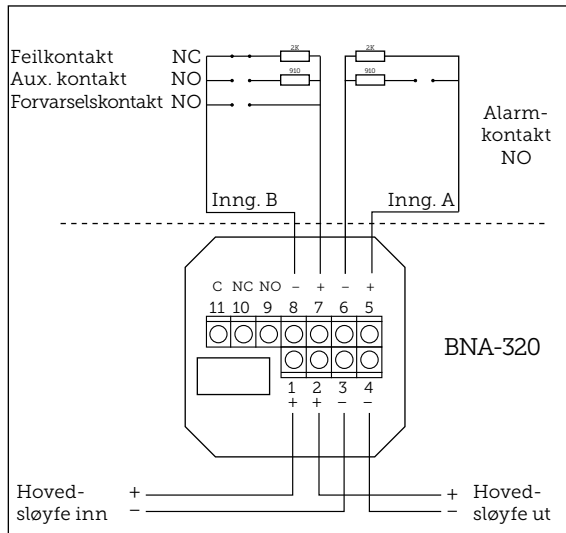 Feilkontakt NC 2K 2K
Aux. kontakt NO 910 910
Forvarselskontakt NO
Alarm-
kontakt
NO
Inng. B Inng. A
– + – +
C NC NO 8 7 6 5
11 10 9
BNA-320
1 2 3 4
+ + – –
Hoved- + + Hoved-
sløyfe inn – – sløyfe ut